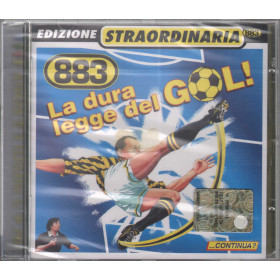 EDIZIONE STRAORDINARIA 883
883
La dura
legge del GOL!
...CONTINUA?